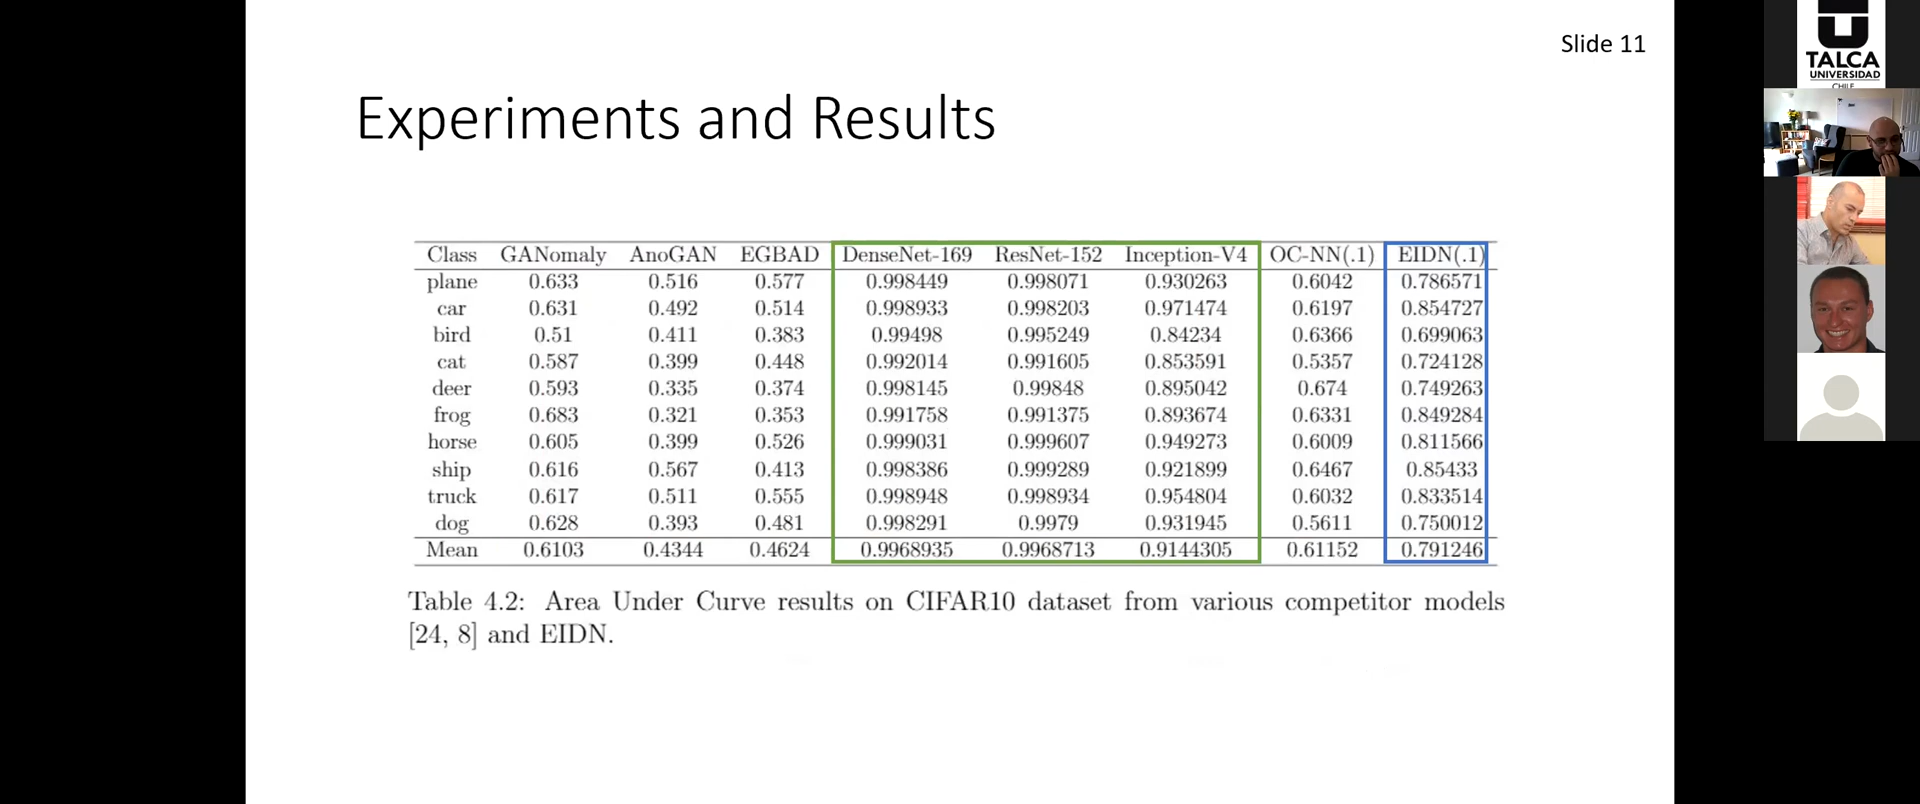 Slide 11
Experiments and Results
Class GANomaly AnoGAN EGBAD DenseNet-169 ResNet-152 Inception-V4 OC-NN(.1) EIDN(.1)
plane 0.633 0.516 0.577 0.998449 0.998071 0.930263 0.6042 0.786571
car 0.631 0.492 0.514 0.998933 0.998203 0.971474 0.6197 0.854727
bird 0.51 0.411 0.383 0.99498 0.995249 0.84234 0.6366 0.699063
cat 0.587 0.399 0.448 0.992014 0.991605 0.853591 0.5357 0.724128
deer 0.593 0.335 0.374 0.998145 0.99848 0.895042 0.674 0.749263
frog 0.683 0.321 0.353 0.991758 0.991375 0.893674 0.6331 0.849284
horse 0.605 0.399 0.526 0.999031 0.999607 0.949273 0.6009 0.811566
ship 0.616 0.567 0.413 0.998386 0.999289 0.921899 0.6467 0.85433
truck 0.617 0.511 0.555 0.998948 0.998934 0.954804 0.6032 0.833514
dog 0.628 0.393 0.481 0.998291 0.9979 0.931945 0.5611 0.750012
Mean 0.6103 0.4344 0.4624 0.9968935 0.9968713 0.9144305 0.61152 0.791246
Table 4.2: Area Under Curve results on CIFAR10 dataset from various competitor models
[24, 8] and EIDN.
TALCA
UNIVERSIDAD
CHILE